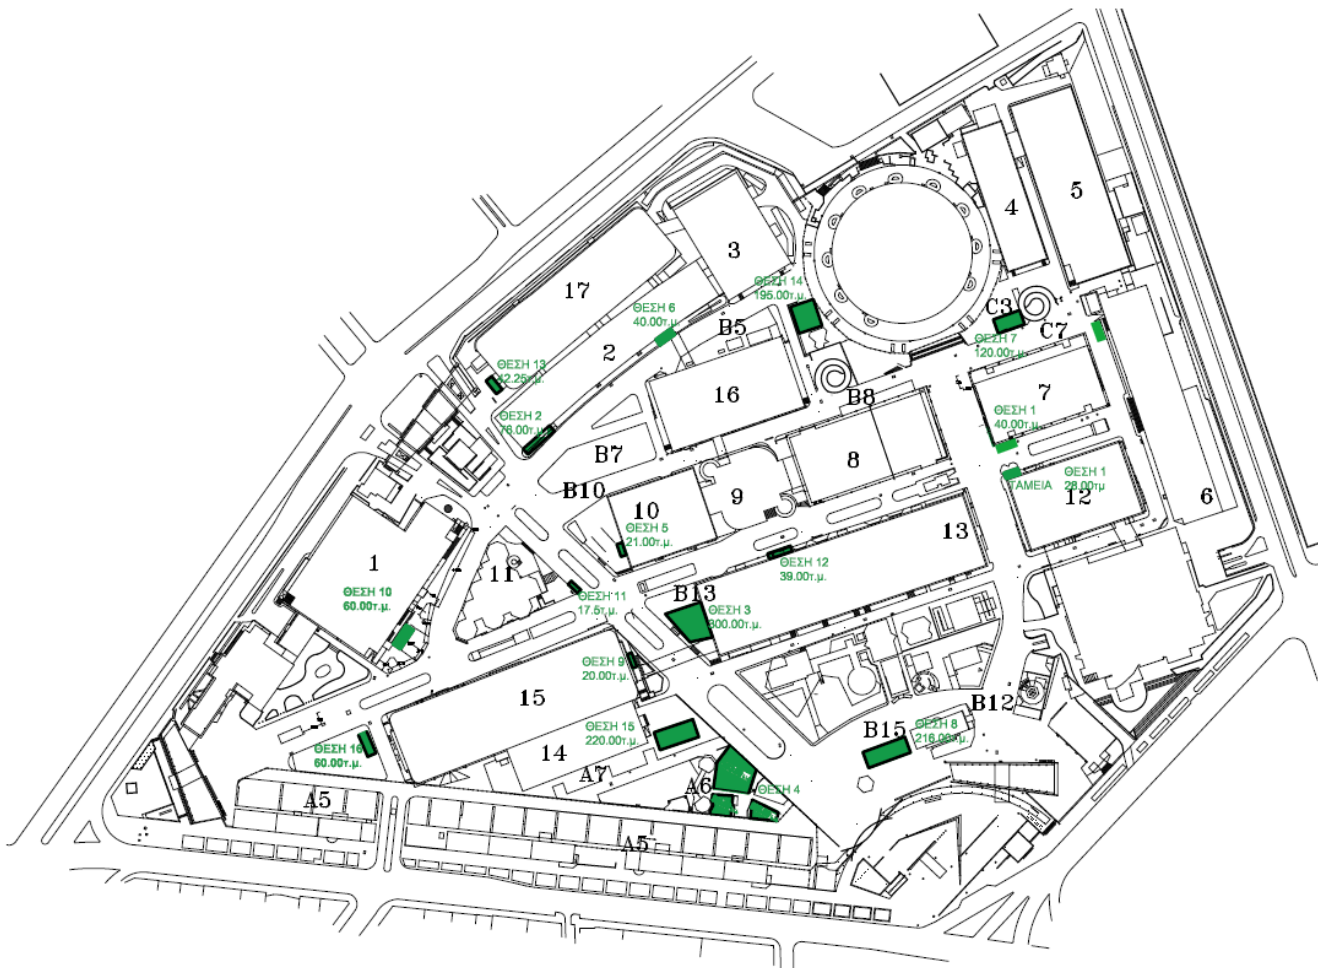 5
4
3
ΘΕΣΗ 14
195.00τ.μ.
17
ΘΕΣΗ 6
40.00τ.μ.
C3
B5
C7
ΘΕΣΗ 7
120.00τ.μ.
2
ΘΕΣΗ 13
42.25τ.μ.
16
B8
7
ΘΕΣΗ 2
76.00τ.μ.
ΘΕΣΗ 1
40.00τ.μ.
B7
8
ΘΕΣΗ 1
ΤΑΜΕΙΑ
28.00τμ
12
6
B10
10
9
ΘΕΣΗ 5
21.00τ.μ.
13
1
11
ΘΕΣΗ 12
39.00τ.μ.
ΘΕΣΗ 10
60.00τ.μ.
ΘΕΣΗ 11
17.5τ.μ.
B13
ΘΕΣΗ 3
300.00τ.μ.
ΘΕΣΗ 9
20.00τ.μ.
15
B12
ΘΕΣΗ 15
220.00τ.μ.
B15
ΘΕΣΗ 8
216.00τ.μ.
ΘΕΣΗ 16
60.00τ.μ.
14
A7
A6
ΘΕΣΗ 4
A5
A5